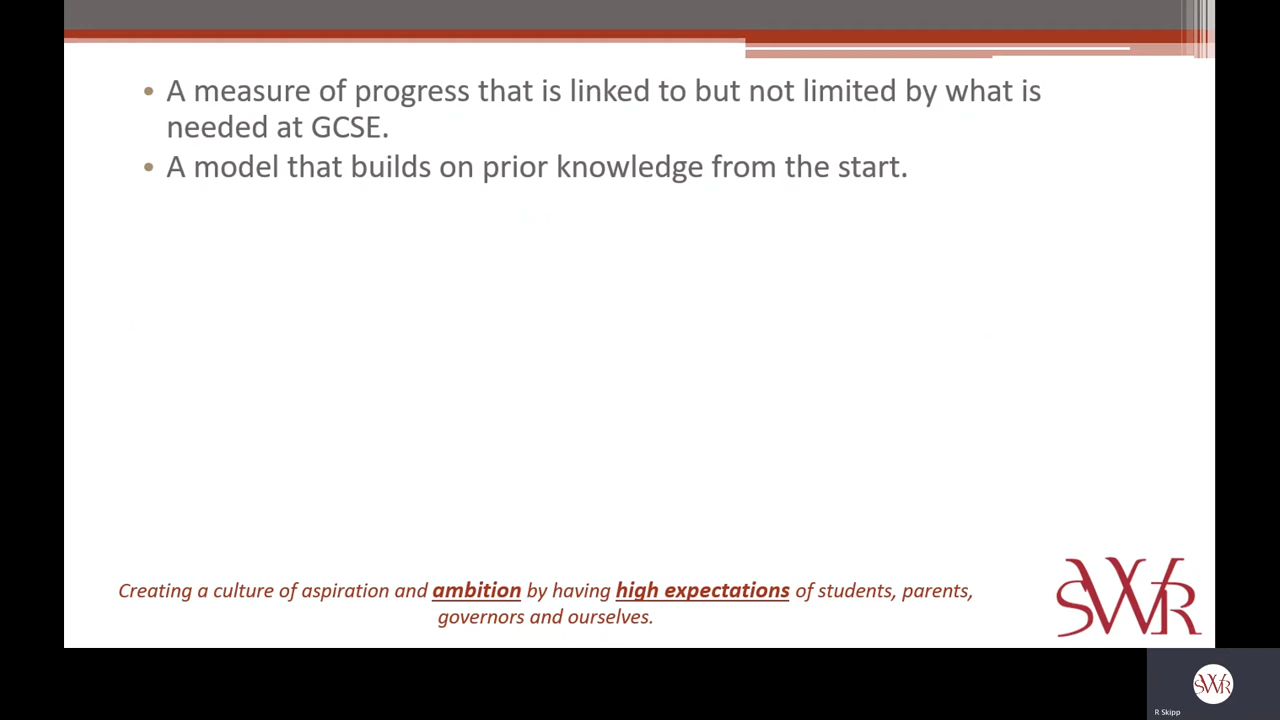 • A measure of progress that is linked to but not limited by what is
needed at GCSE.
• A model that builds on prior knowledge from the start.
Creating a culture of aspiration and ambition by having high expectations of students, parents,
governors and ourselves.
SWR
SWR
R Skipp